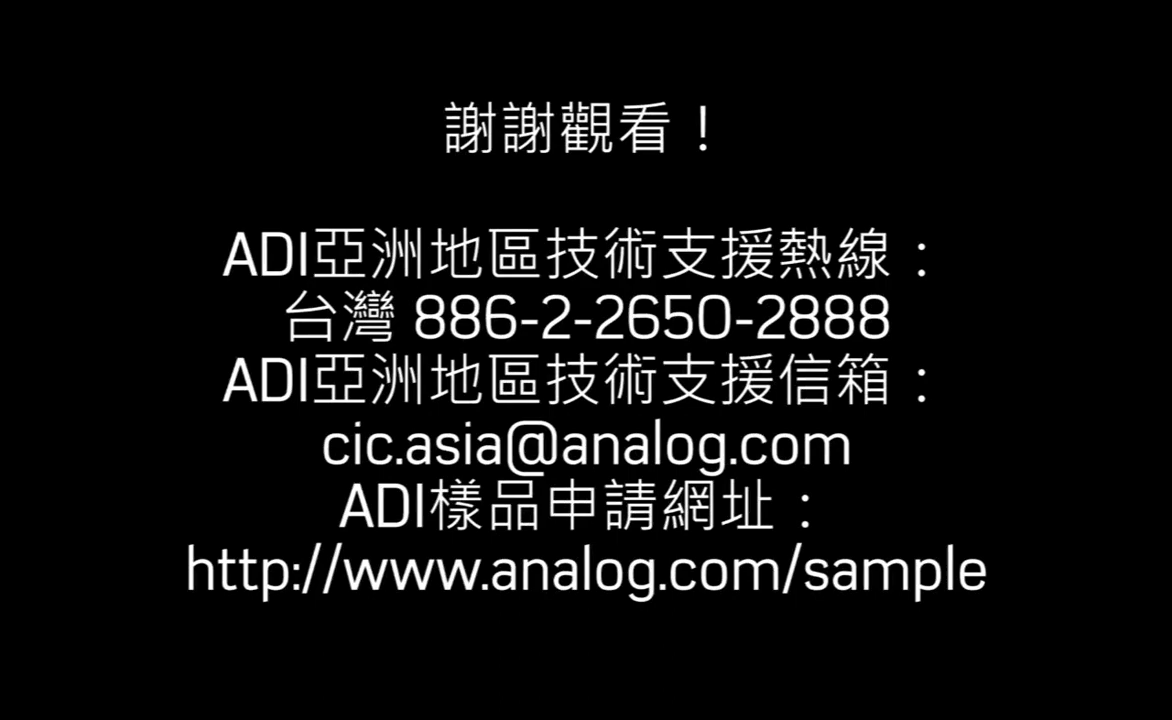 謝謝觀看！
ADI亞洲地區技術支援熱線：
台灣 886-2-2650-2888
ADI亞洲地區技術支援信箱：
cic.asia@analog.com
ADI樣品申請網址：
http://www.analog.com/sample